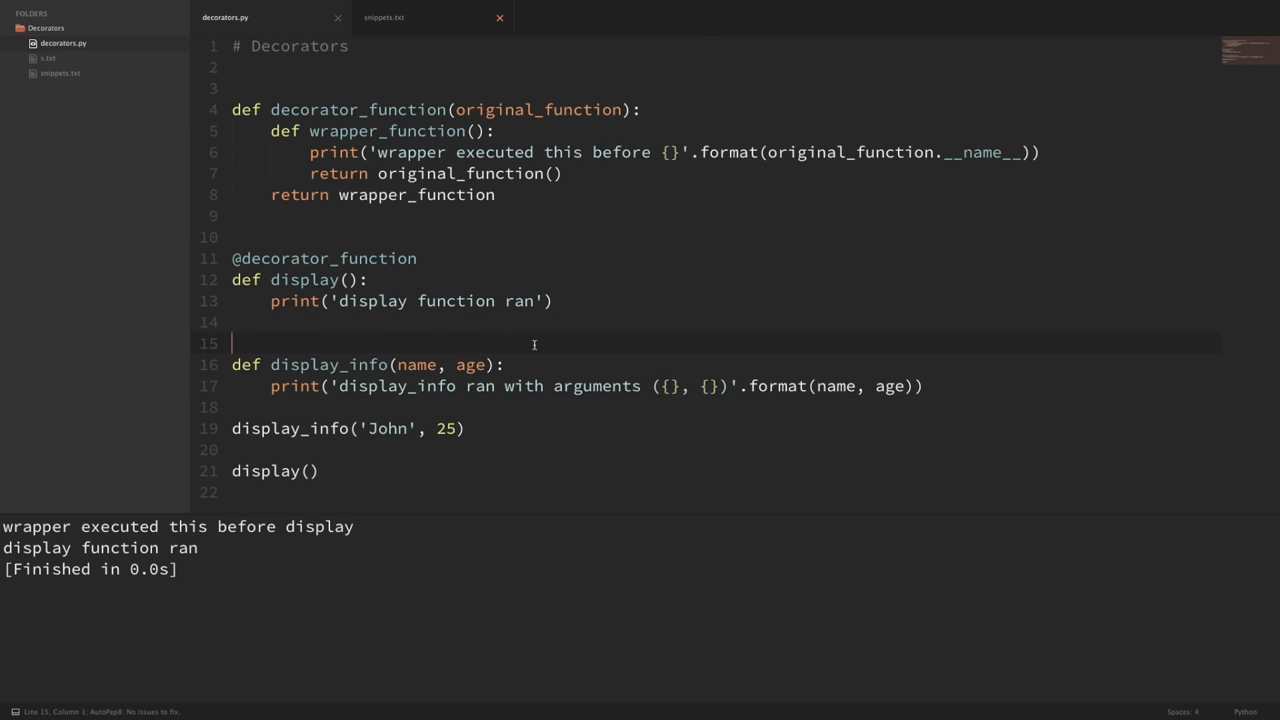 FOLDERS
Decorators
decorators.py
s.txt
snippets.txt
decorators.py ×
snippets.txt ×
1 # Decorators
2
3
4 def decorator_function(original_function):
5     def wrapper_function():
6         print('wrapper executed this before {}'.format(original_function.__name__))
7         return original_function()
8     return wrapper_function
9
10
11 @decorator_function
12 def display():
13     print('display function ran')
14
15
16 def display_info(name, age):
17     print('display_info ran with arguments ({}, {})'.format(name, age))
18
19 display_info('John', 25)
20
21 display()
22
wrapper executed this before display
display function ran
[Finished in 0.0s]
Line 15, Column 1; AutoPep8: No issues to fix.
Spaces: 4
Python